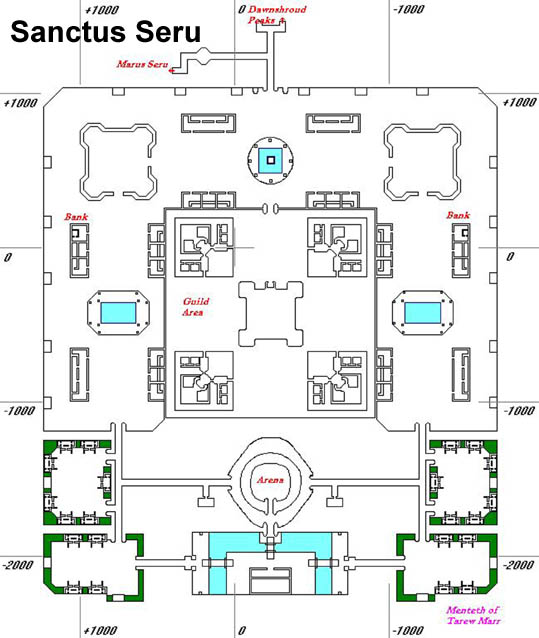 +1000
0
-1000
Sanctus Seru
Dawnshroud
Peaks
Marus Seru
+1000
+1000
Bank
Bank
0
0
Guild
Area
-1000
-1000
Arena
-2000
-2000
Menteth of
Tarew Marr
+1000
0
-1000